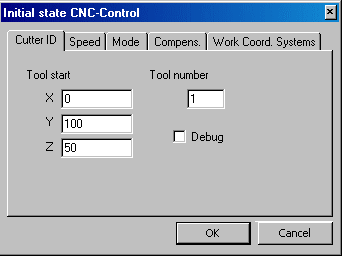 Initial state CNC-Control
Cutter ID Speed Mode Compens. Work Coord. Systems
Tool start Tool number
X 0 1
Y 100
Debug
Z 50
OK Cancel